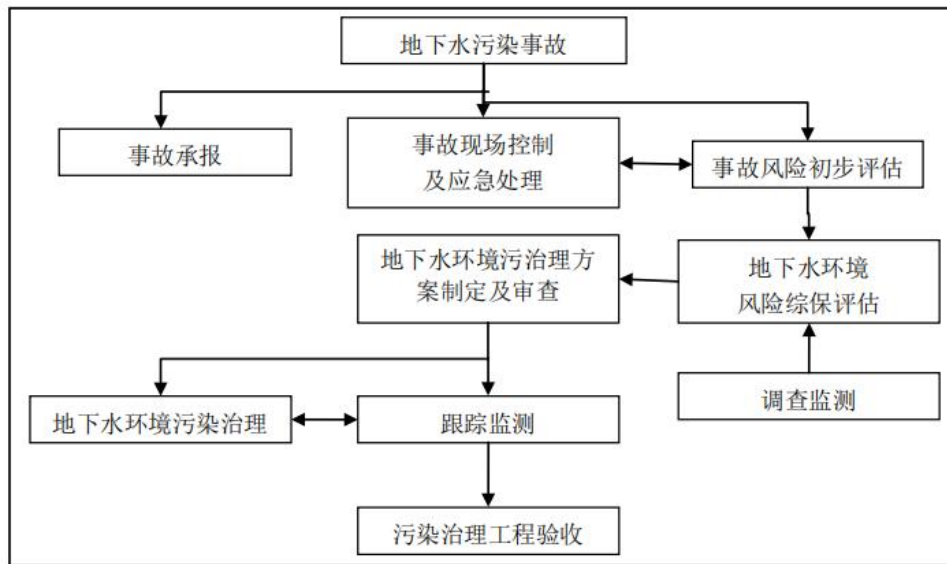 地下水污染事故
事故承报
事故现场控制
及应急处理
事故风险初步评估
地下水环境污治理方
案制定及审查
地下水环境
风险综保评估
调查监测
地下水环境污染治理
跟踪监测
污染治理工程验收